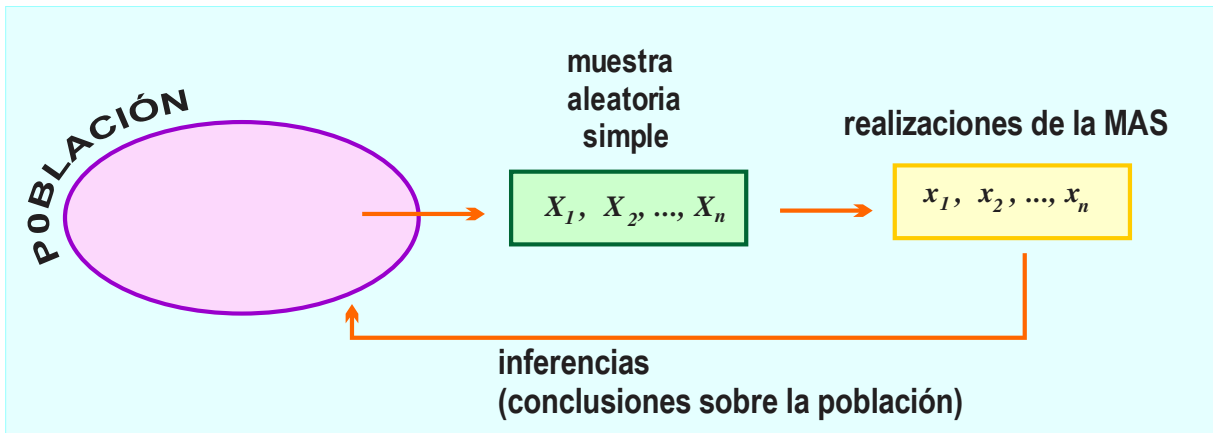 P0BLACIÓN
muestra
aleatoria
simple
X1, X2, ..., Xn
realizaciones de la MAS
x1, x2, ..., xn
inferencias
(conclusiones sobre la población)